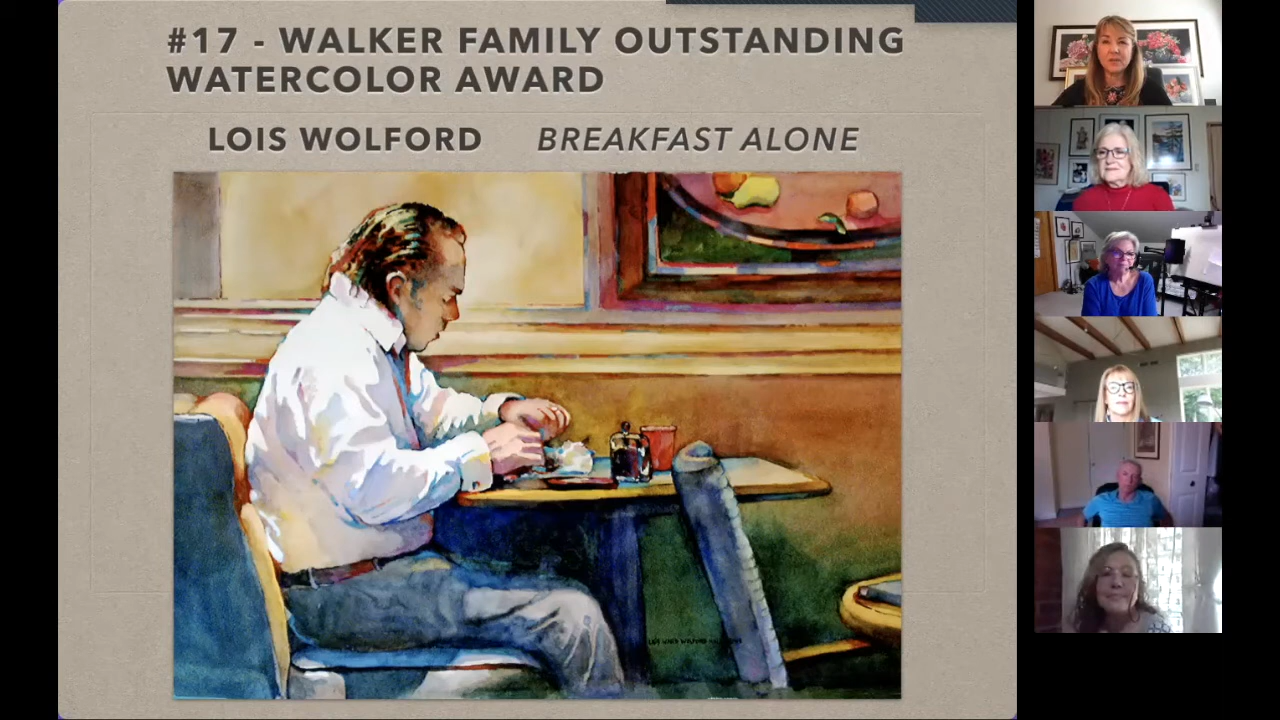 #17 - WALKER FAMILY OUTSTANDING
WATERCOLOR AWARD
LOIS WOLFORD BREAKFAST ALONE